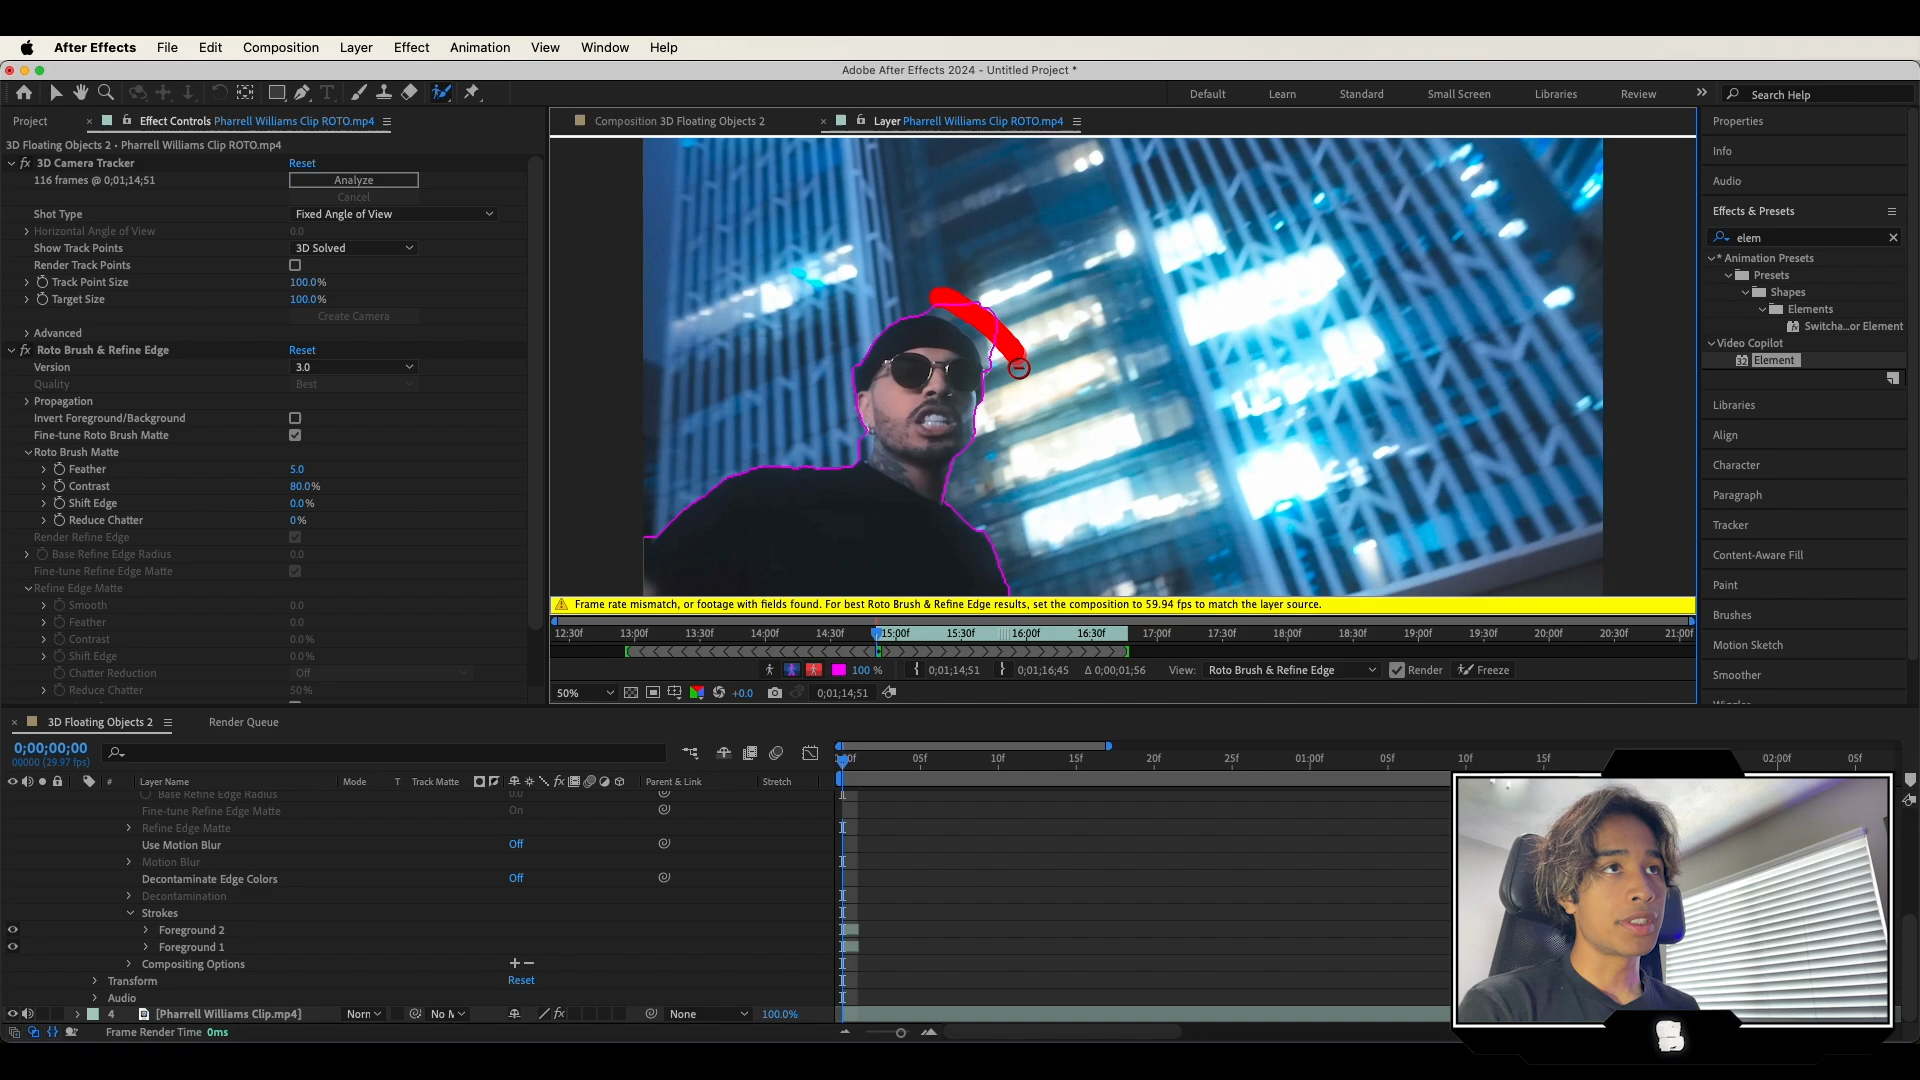 After Effects File Edit Composition Layer Effect Animation View Window Help
Adobe After Effects 2024 - Untitled Project *
T Default Learn Standard Small Screen Libraries Review Search Help
Project Effect Controls Pharrell Williams Clip ROTO.mp4
Composition 3D Floating Objects 2
Layer Pharrell Williams Clip ROTO.mp4
3D Floating Objects 2 • Pharrell Williams Clip ROTO.mp4
fx 3D Camera Tracker Reset
116 frames @ 0;01;14;51 Analyze
Cancel
Shot Type Fixed Angle of View
Horizontal Angle of View 0.0
Show Track Points 3D Solved
Render Track Points
Track Point Size 100.0%
Target Size 100.0%
Create Camera
Advanced
fx Roto Brush & Refine Edge Reset
Version 3.0
Quality Best
Propagation
Invert Foreground/Background
Fine-tune Roto Brush Matte
Roto Brush Matte
Feather 5.0
Contrast 80.0%
Shift Edge 0.0%
Reduce Chatter 0%
Render Refine Edge
Base Refine Edge Radius 0.0
Fine-tune Refine Edge Matte
Refine Edge Matte
Smooth 0.0
Feather 0.0
Contrast 0.0%
Shift Edge 0.0%
Chatter Reduction Off
Reduce Chatter 50%
Frame rate mismatch, or footage with fields found. For best Roto Brush & Refine Edge results, set the composition to 59.94 fps to match the layer source.
12:30f 13:00f 13:30f 14:00f 14:30f 15:00f 15:30f 16:00f 16:30f 17:00f 17:30f 18:00f 18:30f 19:00f 19:30f 20:00f 20:30f 21:00f
100 % 0;01;14;51 0;01;16;45 Δ 0;00;01;56 View: Roto Brush & Refine Edge Render Freeze
50% +0.0 0;01;14;51
Properties
Info
Audio
Effects & Presets
elem
* Animation Presets
Presets
Shapes
Elements
Switcha...or Element
Video Copilot
32 Element
Libraries
Align
Character
Paragraph
Tracker
Content-Aware Fill
Paint
Brushes
Motion Sketch
Smoother
3D Floating Objects 2 Render Queue
0;00;00;00
00000 (29.97 fps)
:00f 05f 10f 15f 20f 25f 01:00f 05f 10f 15f 02:00f 05f
# Layer Name Mode T Track Matte fx Parent & Link Stretch
Base Refine Edge Radius 0.0
Fine-tune Refine Edge Matte On
Refine Edge Matte
Use Motion Blur Off
Motion Blur
Decontaminate Edge Colors Off
Decontamination
Strokes
Foreground 2
Foreground 1
Compositing Options
Transform Reset
Audio
4 [Pharrell Williams Clip.mp4] Norr No M fx None 100.0%
Frame Render Time 0ms